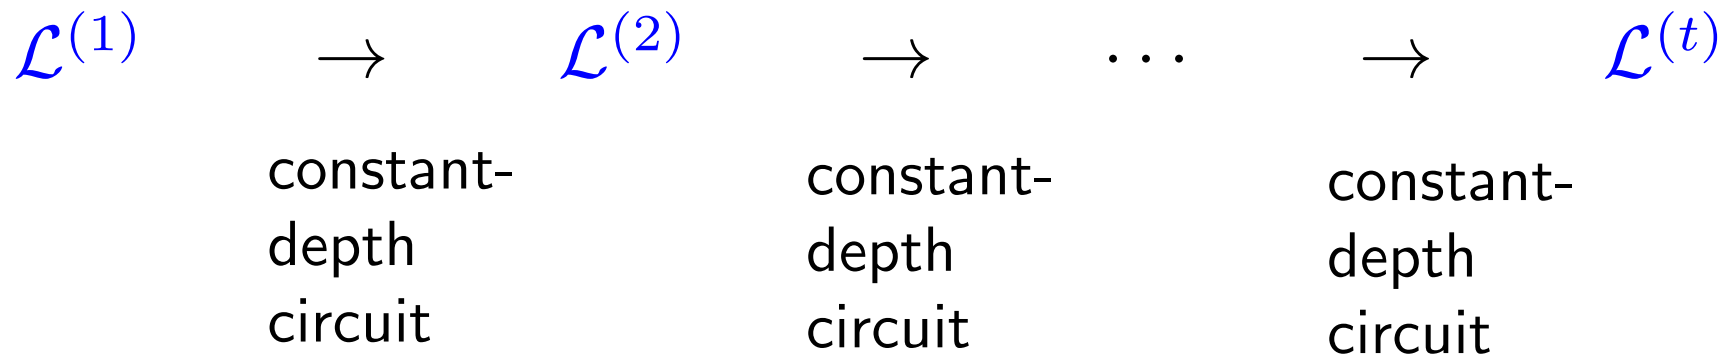 ℒ⁽¹⁾ → ℒ⁽²⁾ → ⋯ → ℒ⁽ᵗ⁾
constant- constant- constant-
depth depth depth
circuit circuit circuit